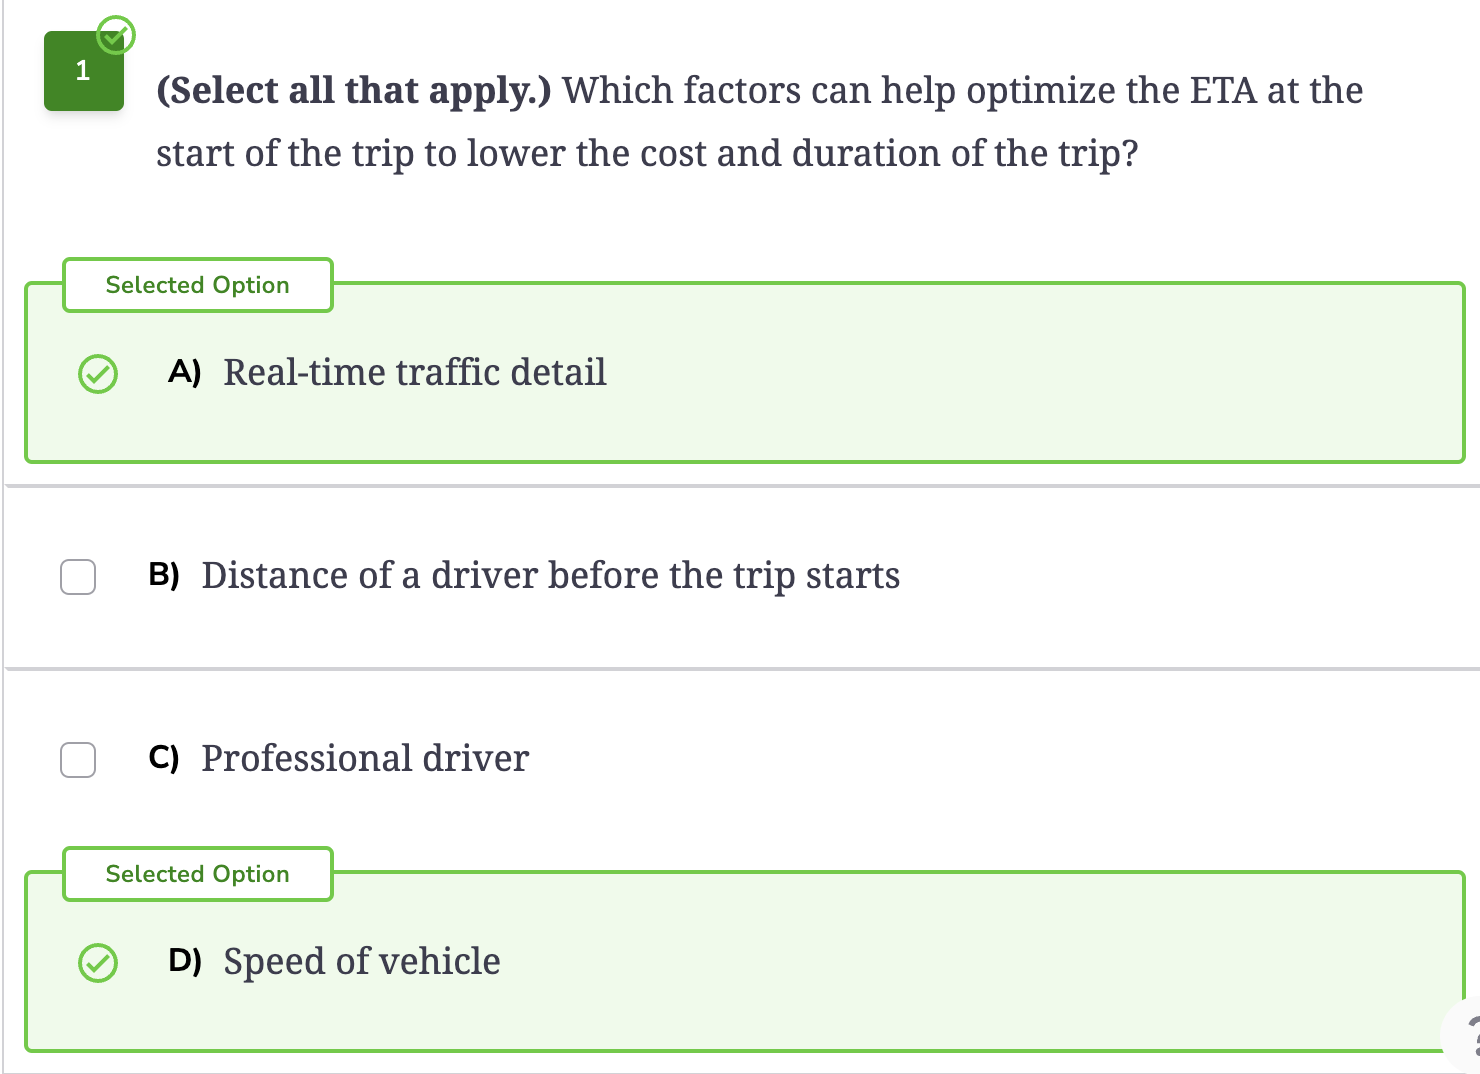 1
(Select all that apply.) Which factors can help optimize the ETA at the
start of the trip to lower the cost and duration of the trip?
Selected Option
A) Real-time traffic detail
B) Distance of a driver before the trip starts
C) Professional driver
Selected Option
D) Speed of vehicle
?